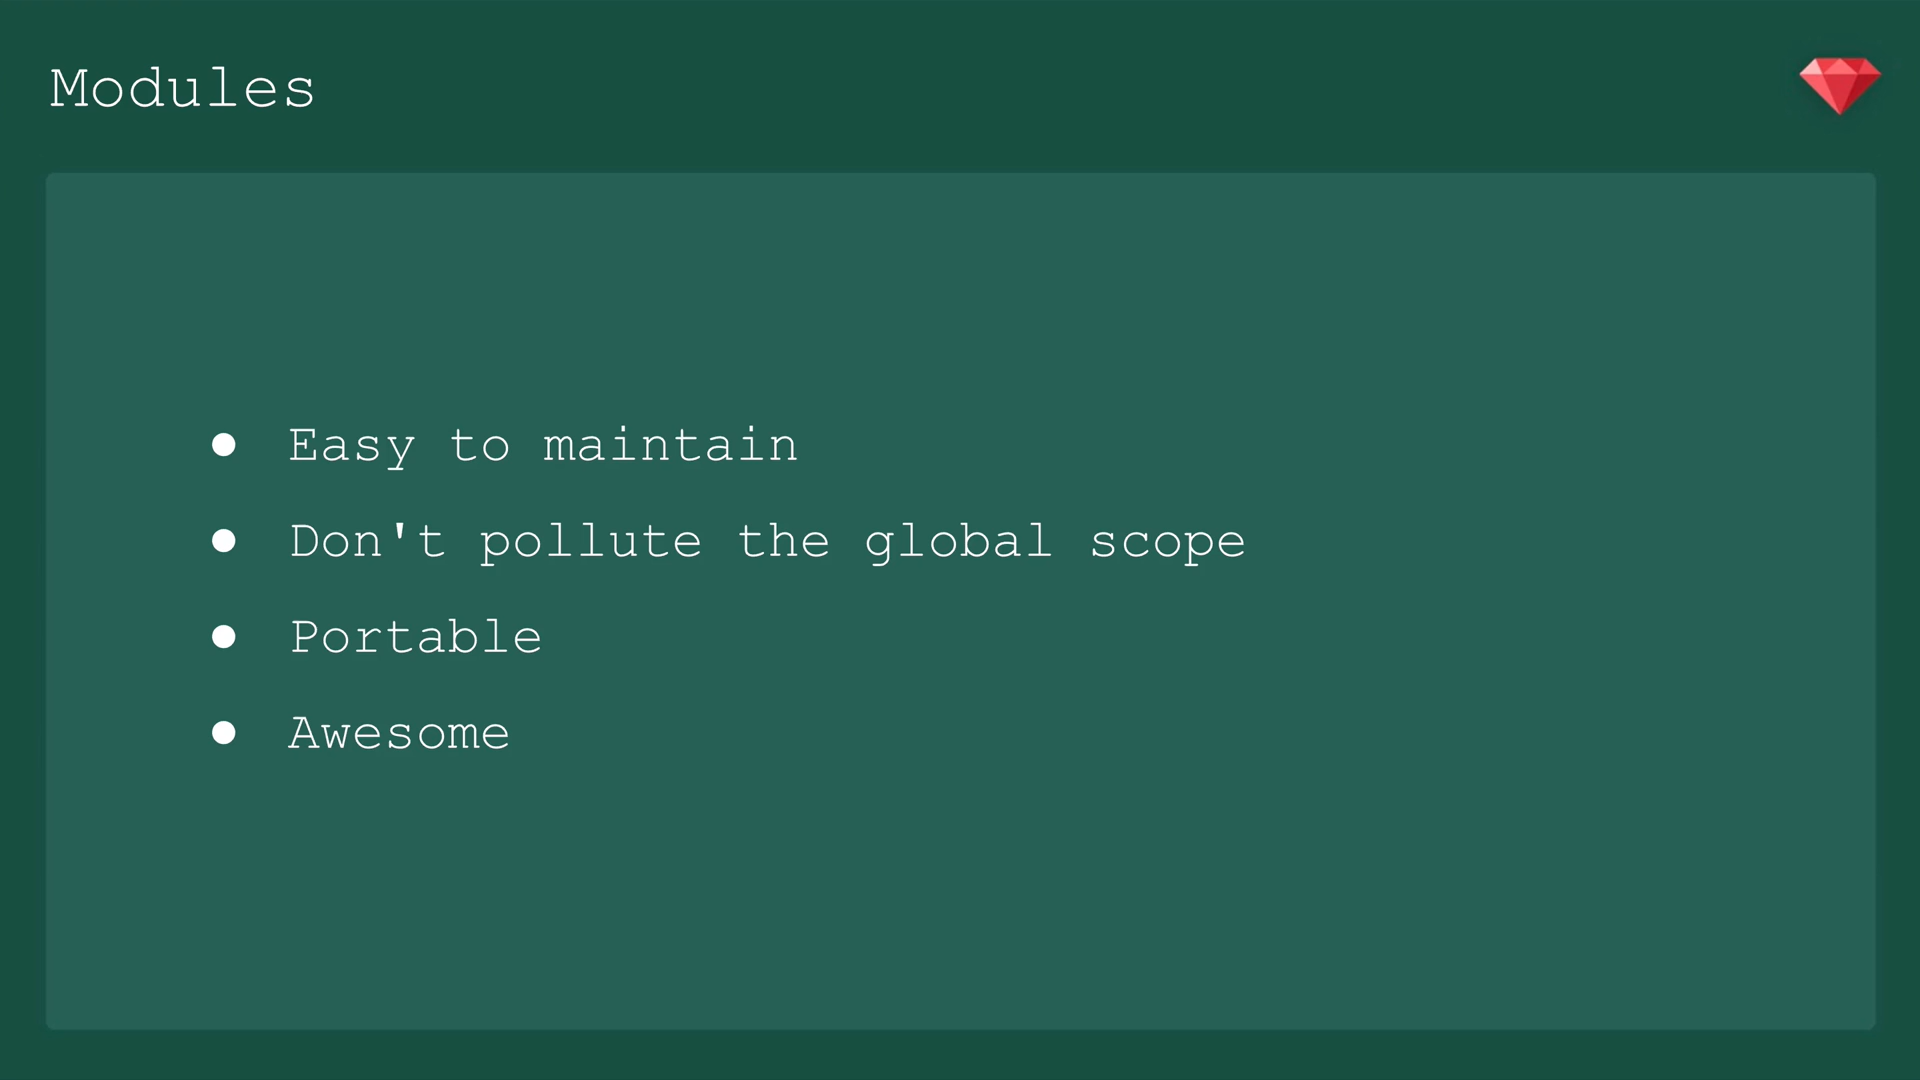 Modules
● Easy to maintain
● Don't pollute the global scope
● Portable
● Awesome